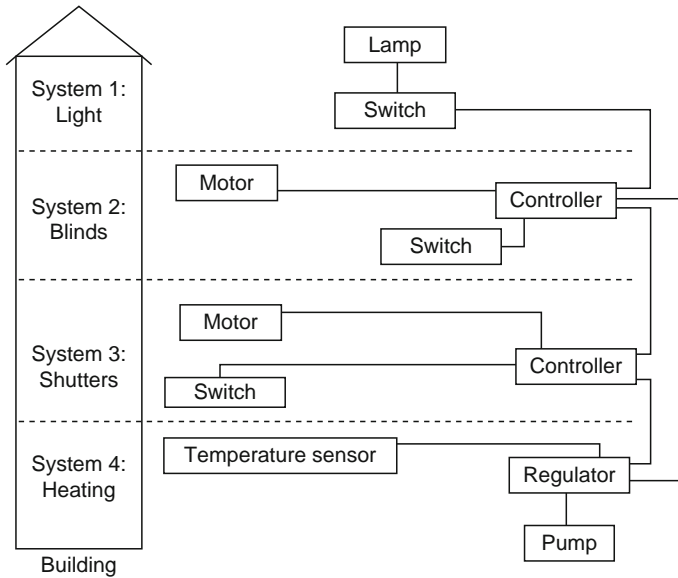 Lamp
System 1:
Light
Switch
Motor
System 2:
Blinds
Controller
Switch
Motor
System 3:
Shutters
Controller
Switch
System 4:
Heating
Temperature sensor
Regulator
Pump
Building